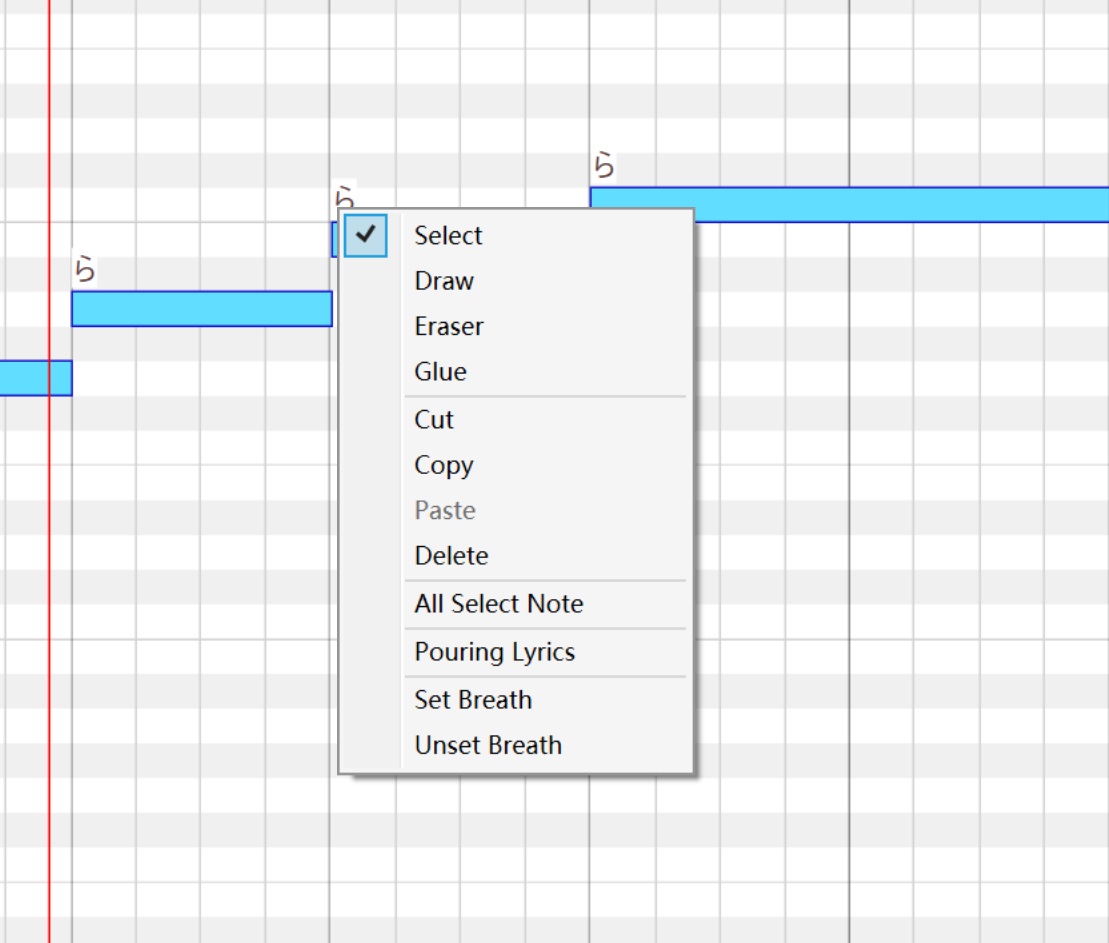 ら
ら
ら
Select
Draw
Eraser
Glue
Cut
Copy
Paste
Delete
All Select Note
Pouring Lyrics
Set Breath
Unset Breath